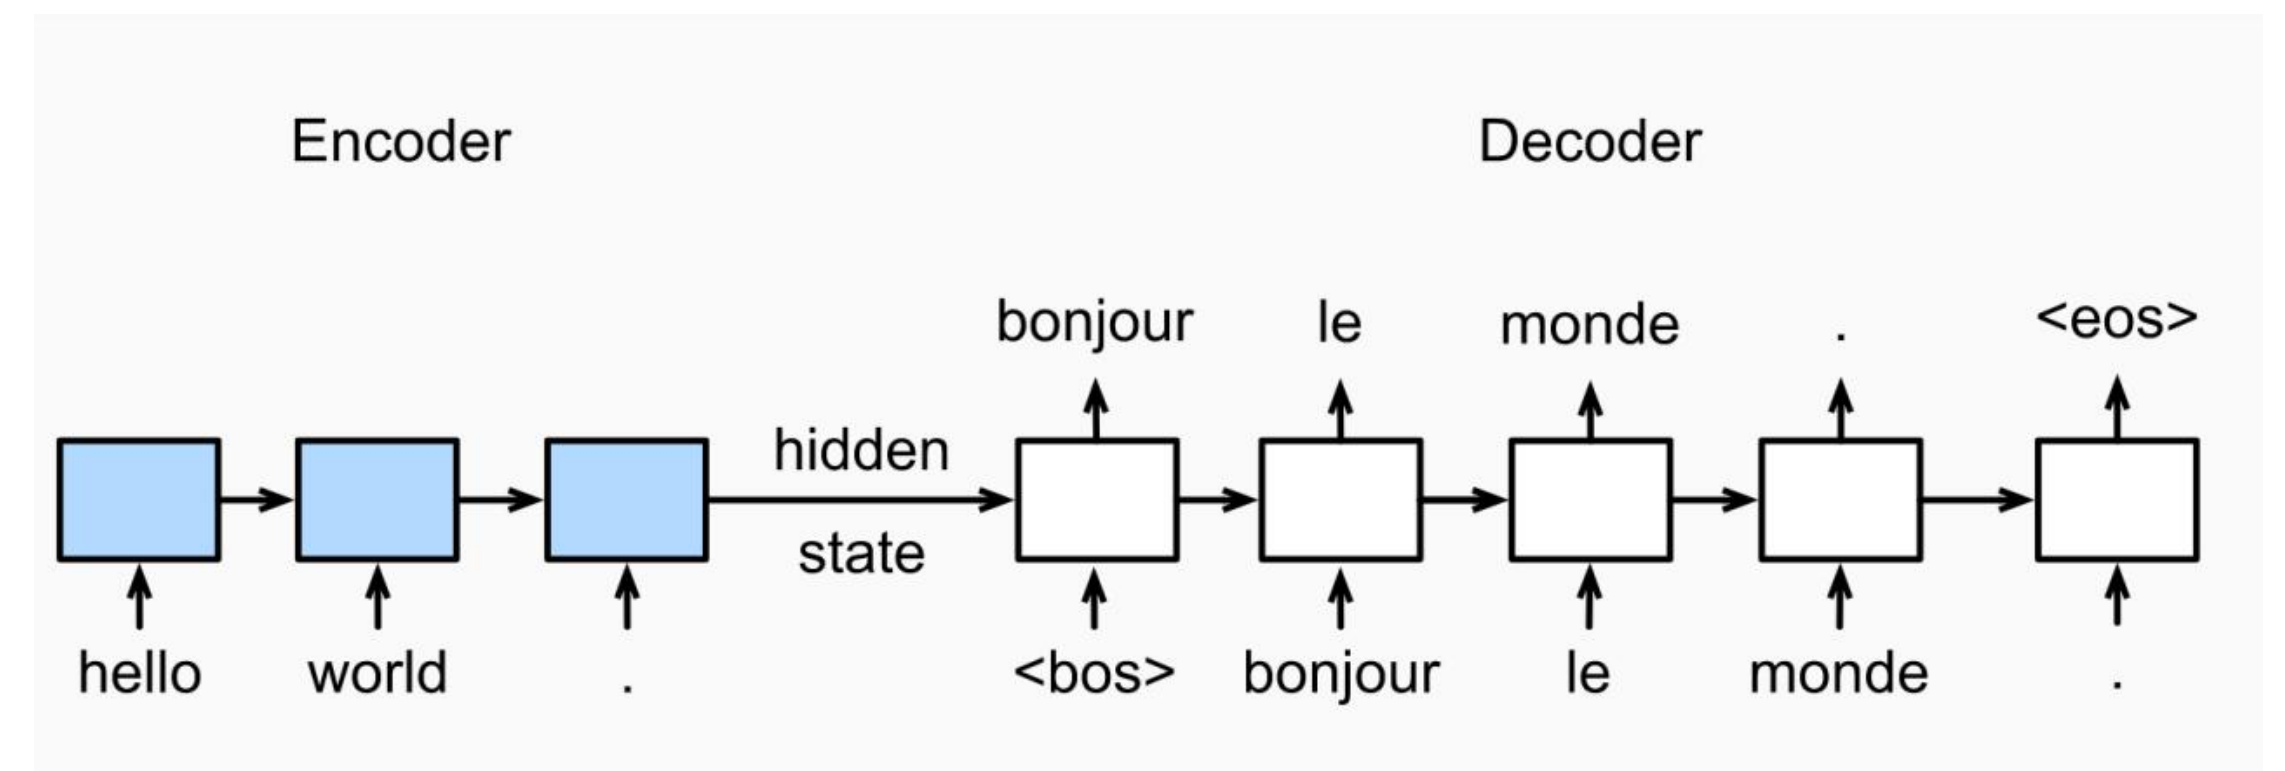 Encoder Decoder
bonjour le monde . <eos>
hidden
state
hello world . <bos> bonjour le monde .